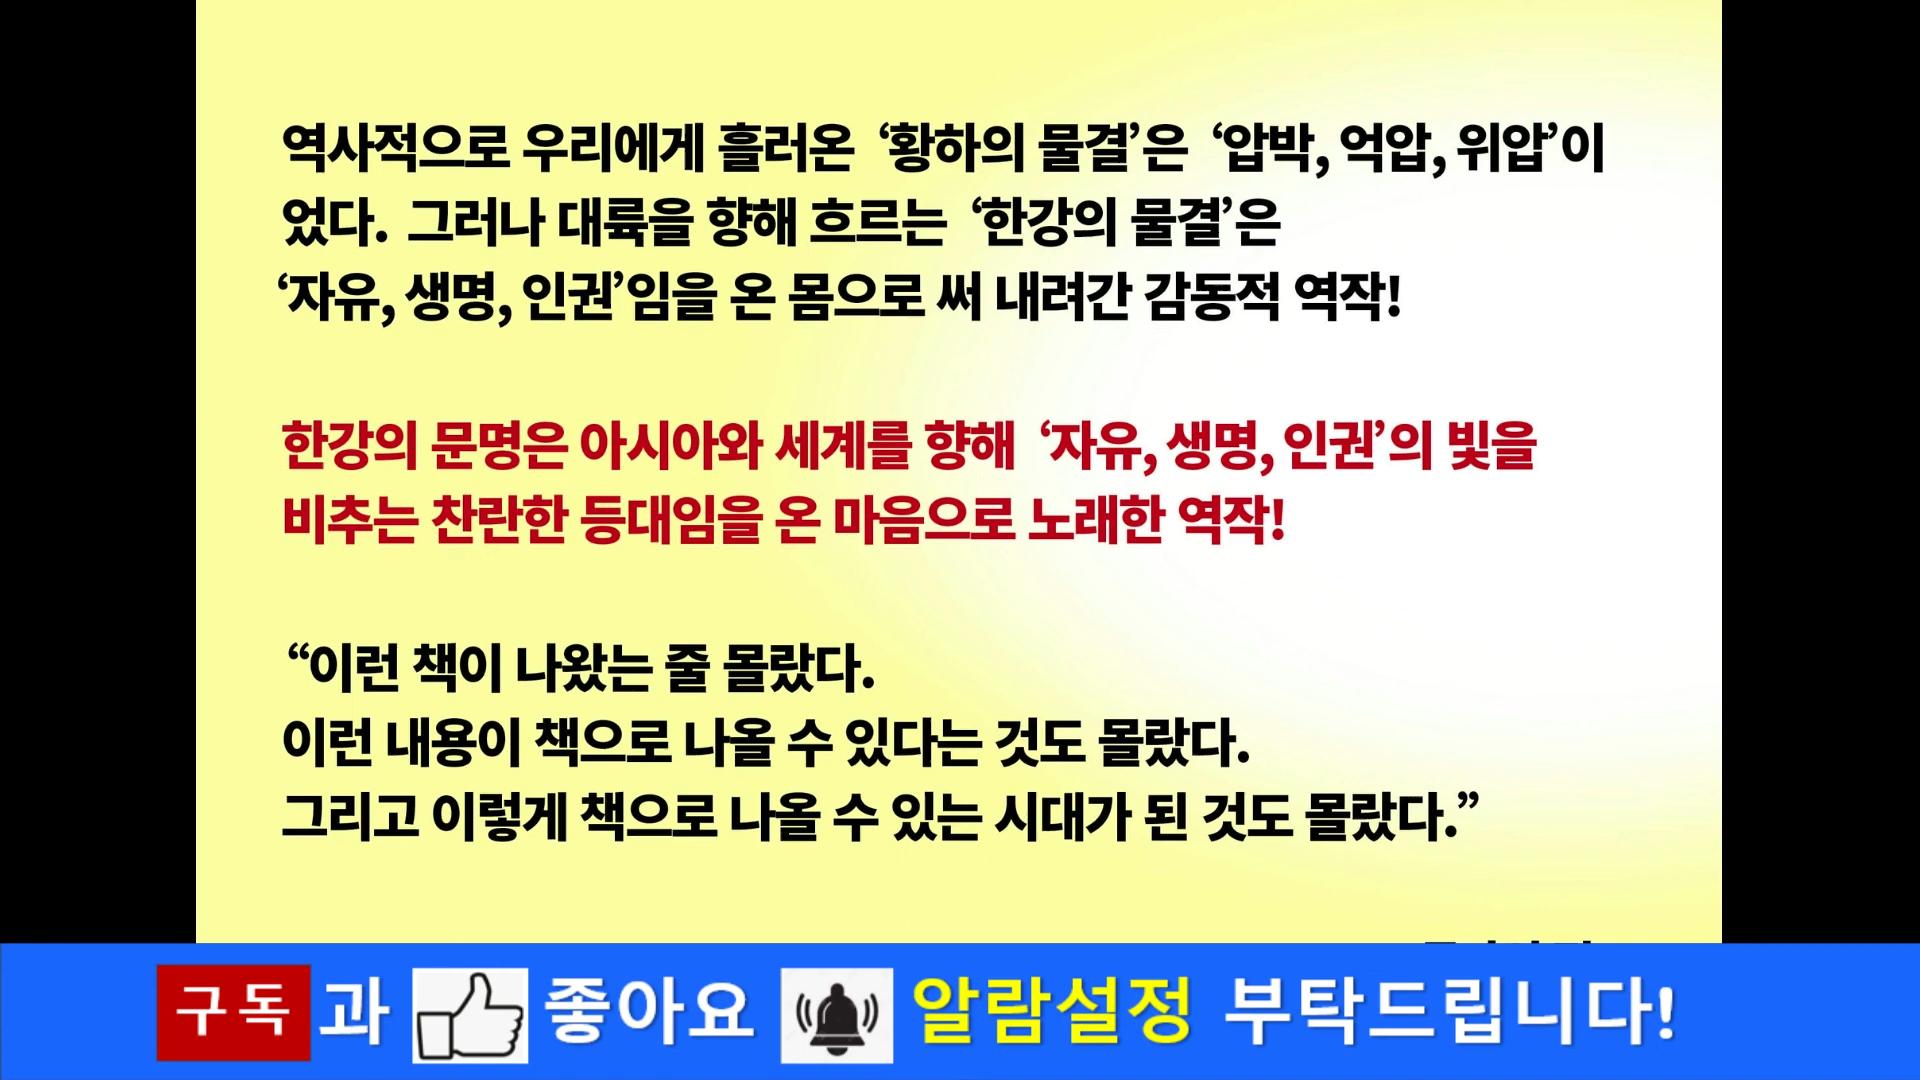 역사적으로 우리에게 흘러온 ‘황하의 물결’은 ‘압박, 억압, 위압’이
었다. 그러나 대륙을 향해 흐르는 ‘한강의 물결’은
‘자유, 생명, 인권’임을 온 몸으로 써 내려간 감동적 역작!
한강의 문명은 아시아와 세계를 향해 ‘자유, 생명, 인권’의 빛을
비추는 찬란한 등대임을 온 마음으로 노래한 역작!
“이런 책이 나왔는 줄 몰랐다.
이런 내용이 책으로 나올 수 있다는 것도 몰랐다.
그리고 이렇게 책으로 나올 수 있는 시대가 된 것도 몰랐다.”
구독과 좋아요 알람설정 부탁드립니다!